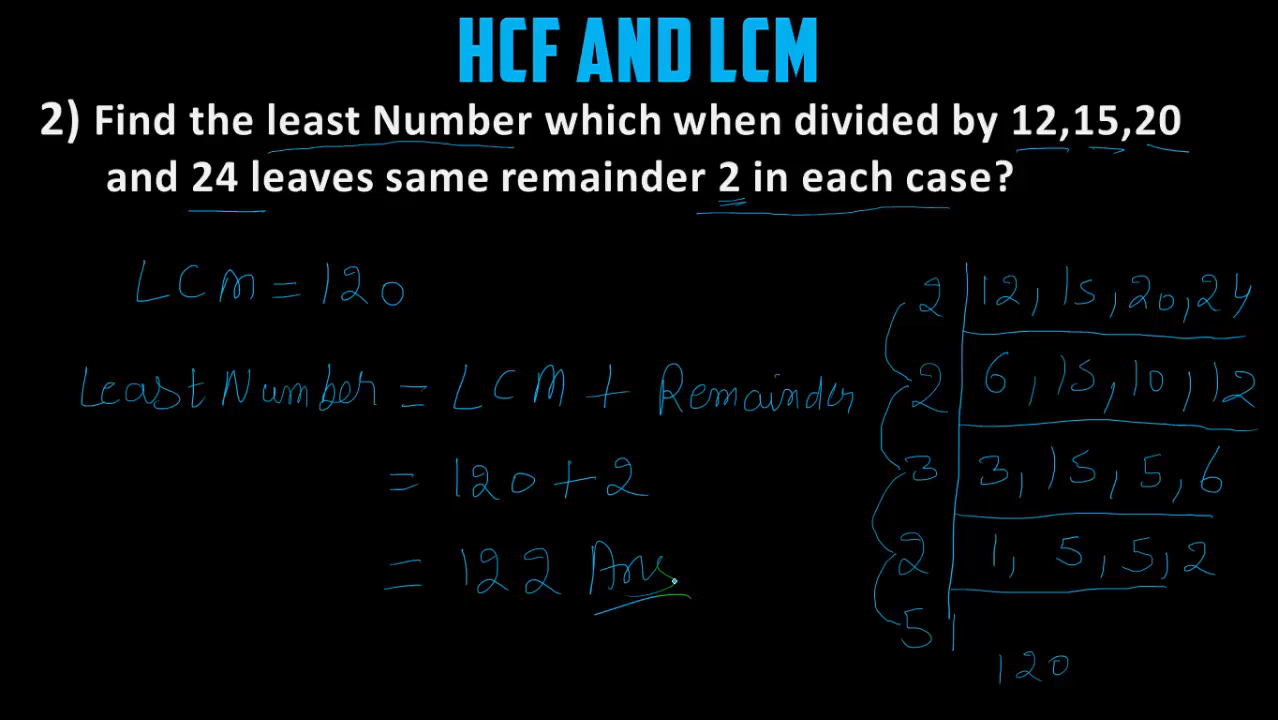 HCF AND LCM
2) Find the least Number which when divided by 12,15,20
and 24 leaves same remainder 2 in each case?
LCM = 120
Least Number = LCM + Remainder
= 120 + 2
= 122 Ans
2 | 12, 15, 20, 24
2 | 6, 15, 10, 12
3 | 3, 15, 5, 6
2 | 1, 5, 5, 2
5 |
120